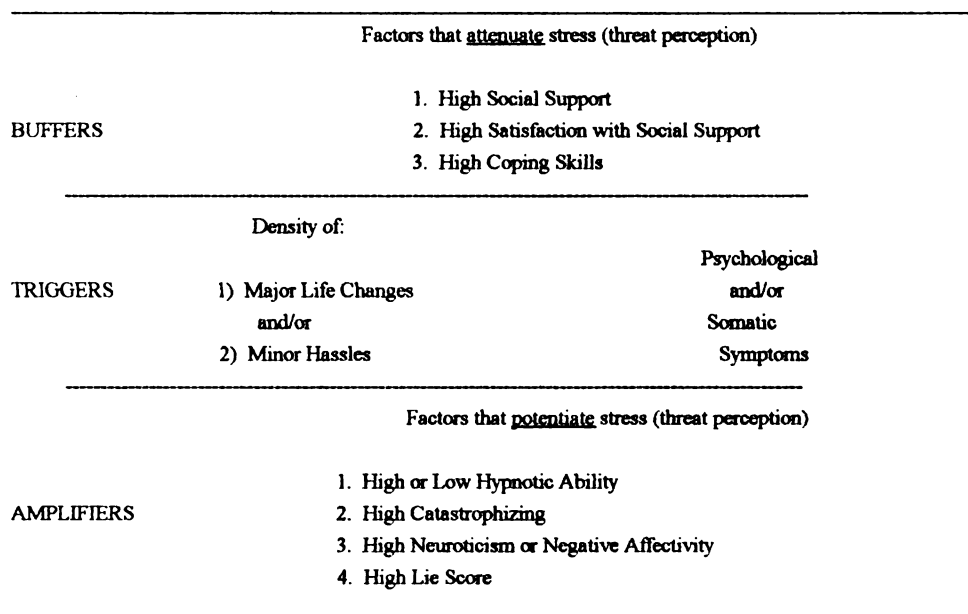 Factors that attenuate stress (threat perception)
1. High Social Support
BUFFERS 2. High Satisfaction with Social Support
3. High Coping Skills
Density of:
Psychological
TRIGGERS 1) Major Life Changes and/or
and/or Somatic
2) Minor Hassles Symptoms
Factors that potentiate stress (threat perception)
1. High or Low Hypnotic Ability
AMPLIFIERS 2. High Catastrophizing
3. High Neuroticism or Negative Affectivity
4. High Lie Score